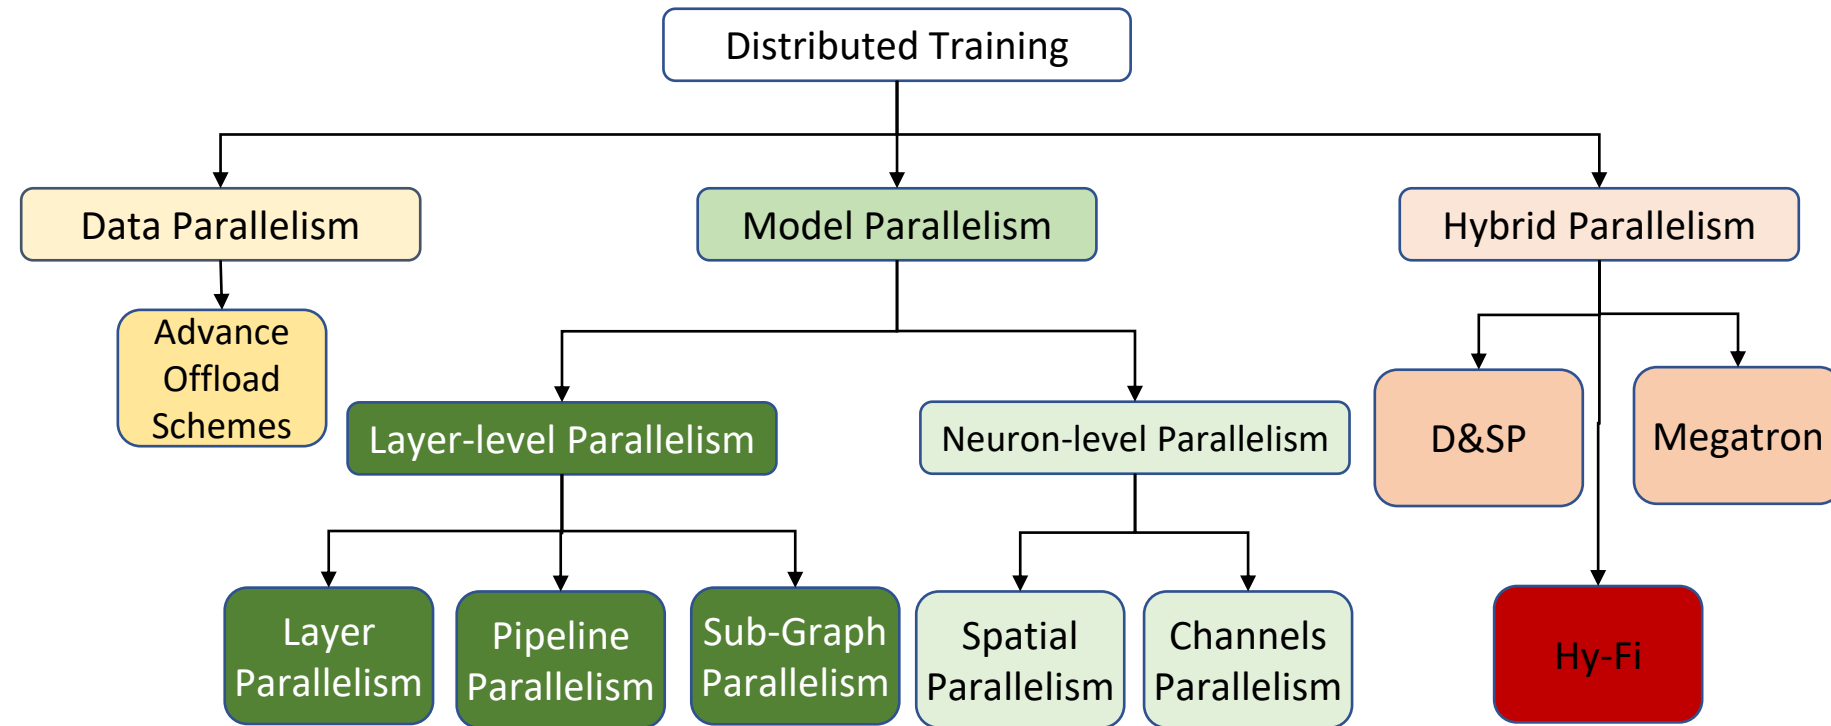 Distributed Training
Data Parallelism
Model Parallelism
Hybrid Parallelism
Advance
Offload
Schemes
Layer-level Parallelism
Neuron-level Parallelism
D&SP
Megatron
Layer
Parallelism
Pipeline
Parallelism
Sub-Graph
Parallelism
Spatial
Parallelism
Channels
Parallelism
Hy-Fi